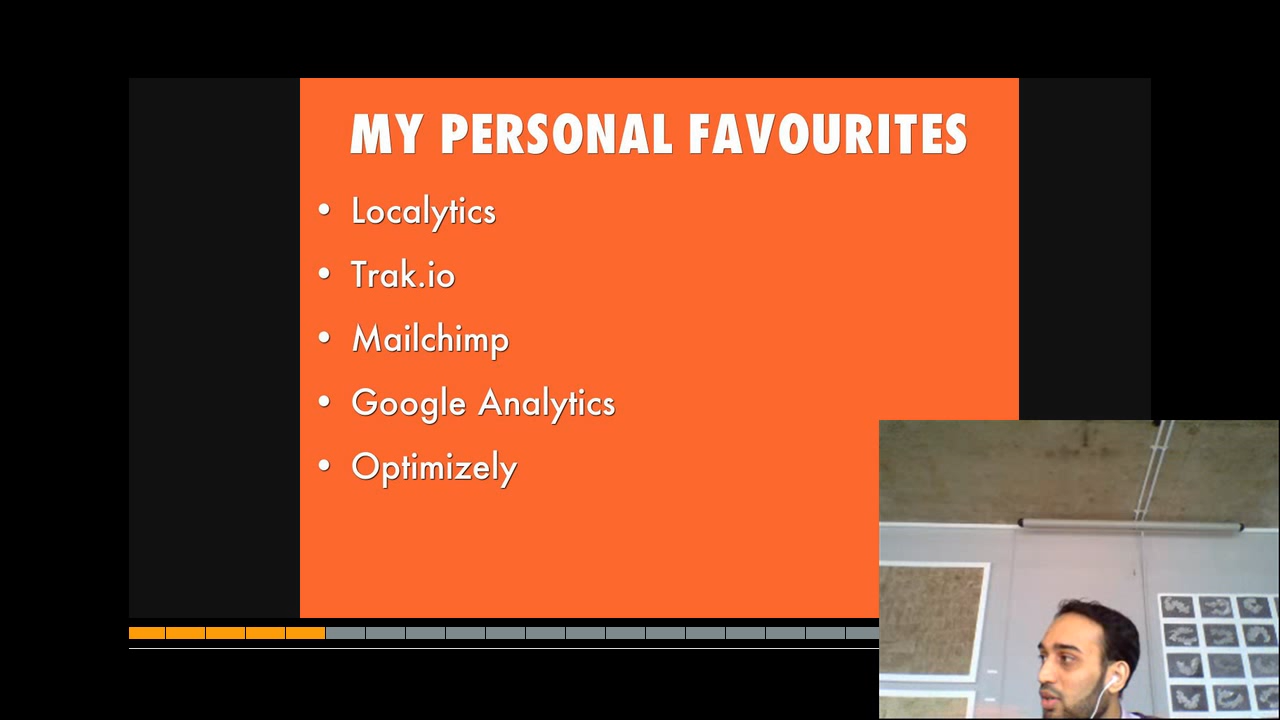 MY PERSONAL FAVOURITES
• Localytics
• Trak.io
• Mailchimp
• Google Analytics
• Optimizely